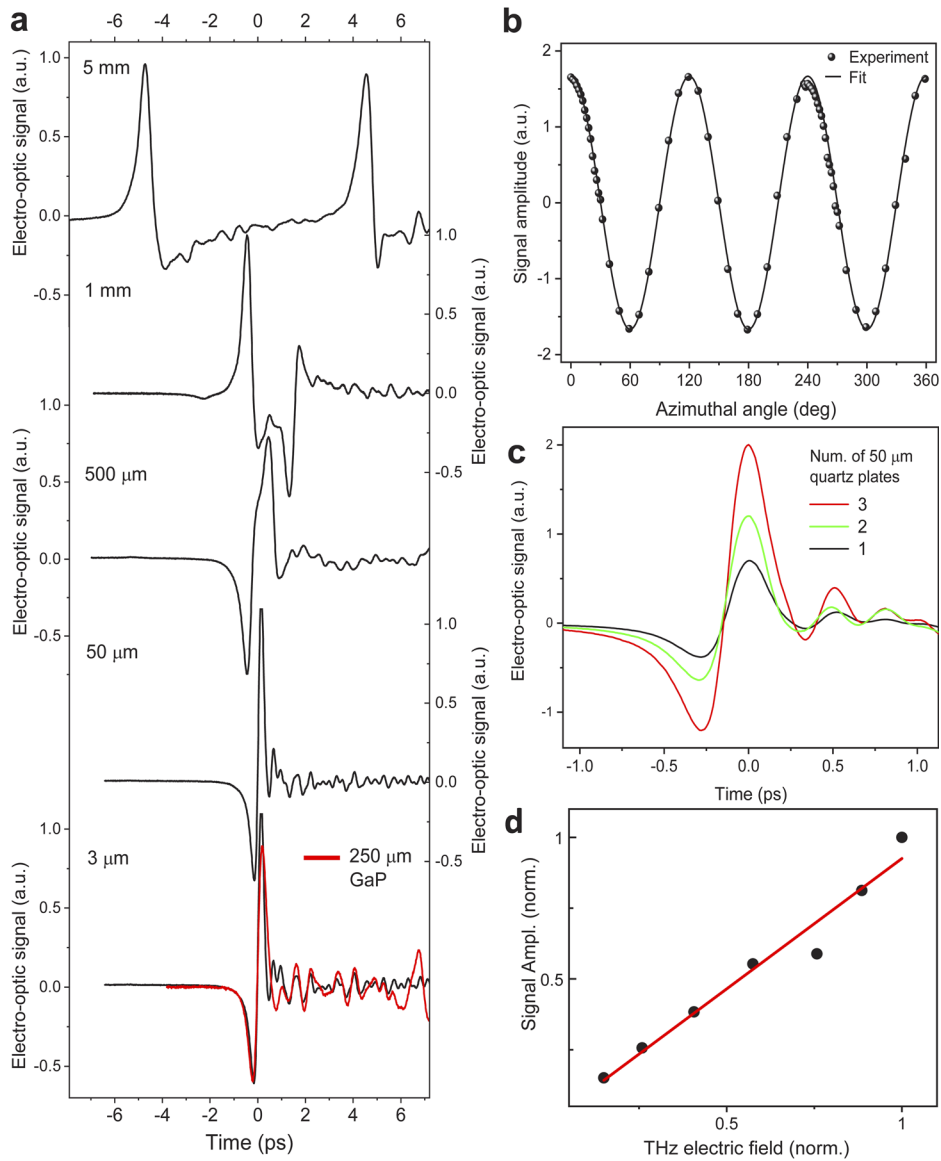 a
-6 -4 -2 0 2 4 6
Electro-optic signal (a.u.)
1.0
0.5
0.0
-0.5
5 mm
Electro-optic signal (a.u.)
1.0
0.5
0.0
-0.5
1 mm
Electro-optic signal (a.u.)
1.0
0.5
0.0
-0.5
500 μm
Electro-optic signal (a.u.)
1.0
0.5
0.0
-0.5
50 μm
Electro-optic signal (a.u.)
1.0
0.5
0.0
-0.5
3 μm
250 μm
GaP
-6 -4 -2 0 2 4 6
Time (ps)
b
Signal amplitude (a.u.)
2
1
0
-1
-2
Experiment
Fit
0 60 120 180 240 300 360
Azimuthal angle (deg)
c
Electro-optic signal (a.u.)
2
1
0
-1
Num. of 50 μm
quartz plates
3
2
1
-1.0 -0.5 0.0 0.5 1.0
Time (ps)
d
Signal Ampl. (norm.)
1
0.5
0.5 1
THz electric field (norm.)